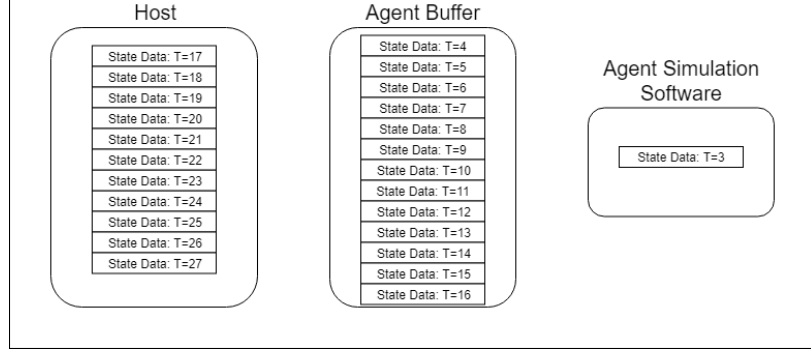 Host
State Data: T=17
State Data: T=18
State Data: T=19
State Data: T=20
State Data: T=21
State Data: T=22
State Data: T=23
State Data: T=24
State Data: T=25
State Data: T=26
State Data: T=27
Agent Buffer
State Data: T=4
State Data: T=5
State Data: T=6
State Data: T=7
State Data: T=8
State Data: T=9
State Data: T=10
State Data: T=11
State Data: T=12
State Data: T=13
State Data: T=14
State Data: T=15
State Data: T=16
Agent Simulation
Software
State Data: T=3